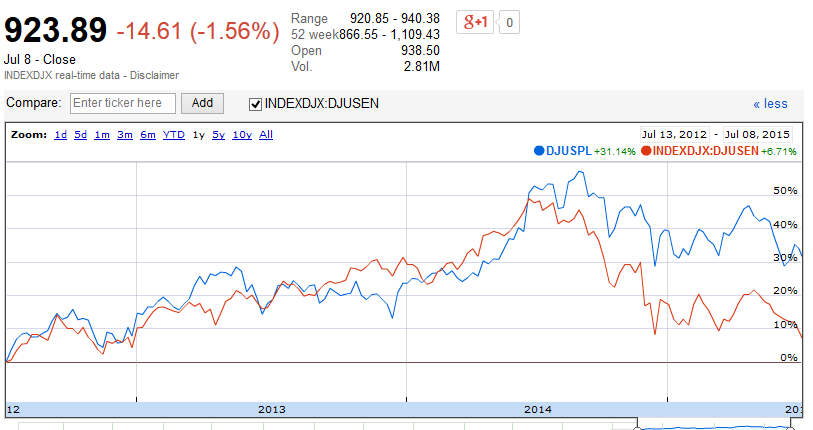 923.89 -14.61 (-1.56%)
Jul 8 - Close
INDEXDJX real-time data - Disclaimer
Range 920.85 - 940.38
52 week 866.55 - 1,109.43
Open 938.50
Vol. 2.81M
g+1 0
Compare: Enter ticker here Add INDEXDJX:DJUSEN « less
Zoom: 1d 5d 1m 3m 6m YTD 1y 5y 10y All Jul 13, 2012 - Jul 08, 2015
DJUSPL +31.14% INDEXDJX:DJUSEN +6.71%
50%
40%
30%
20%
10%
0%
12 2013 2014 201